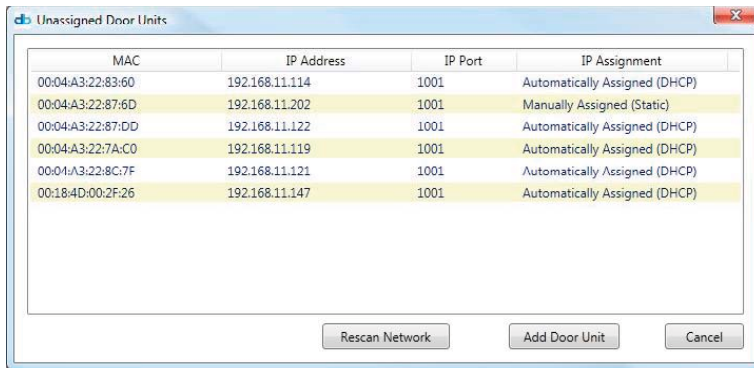 db Unassigned Door Units
MAC IP Address IP Port IP Assignment
00:04:A3:22:83:60 192.168.11.114 1001 Automatically Assigned (DHCP)
00:04:A3:22:87:6D 192.168.11.202 1001 Manually Assigned (Static)
00:04:A3:22:87:DD 192.168.11.122 1001 Automatically Assigned (DHCP)
00:04:A3:22:7A:C0 192.168.11.119 1001 Automatically Assigned (DHCP)
00:04:A3:22:8C:7F 192.168.11.121 1001 Automatically Assigned (DHCP)
00:18:4D:00:2F:26 192.168.11.147 1001 Automatically Assigned (DHCP)
Rescan Network Add Door Unit Cancel